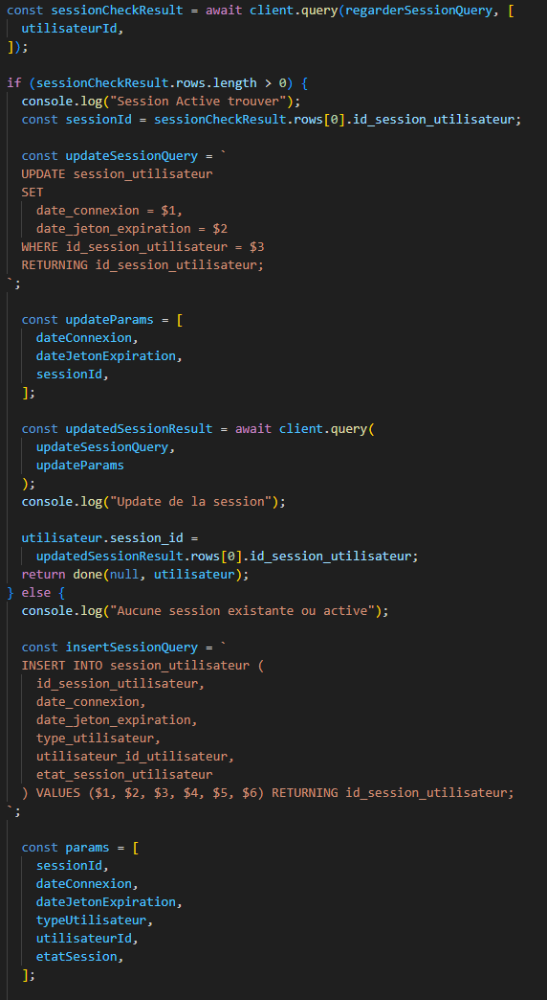 const sessionCheckResult = await client.query(regarderSessionQuery, [
  utilisateurId,
]);

if (sessionCheckResult.rows.length > 0) {
  console.log("Session Active trouver");
  const sessionId = sessionCheckResult.rows[0].id_session_utilisateur;

  const updateSessionQuery = `
  UPDATE session_utilisateur
  SET
    date_connexion = $1,
    date_jeton_expiration = $2
  WHERE id_session_utilisateur = $3
  RETURNING id_session_utilisateur;
`;

  const updateParams = [
    dateConnexion,
    dateJetonExpiration,
    sessionId,
  ];

  const updatedSessionResult = await client.query(
    updateSessionQuery,
    updateParams
  );
  console.log("Update de la session");

  utilisateur.session_id =
    updatedSessionResult.rows[0].id_session_utilisateur;
  return done(null, utilisateur);
} else {
  console.log("Aucune session existante ou active");

  const insertSessionQuery = `
  INSERT INTO session_utilisateur (
    id_session_utilisateur,
    date_connexion,
    date_jeton_expiration,
    type_utilisateur,
    utilisateur_id_utilisateur,
    etat_session_utilisateur
  ) VALUES ($1, $2, $3, $4, $5, $6) RETURNING id_session_utilisateur;
`;

  const params = [
    sessionId,
    dateConnexion,
    dateJetonExpiration,
    typeUtilisateur,
    utilisateurId,
    etatSession,
  ];